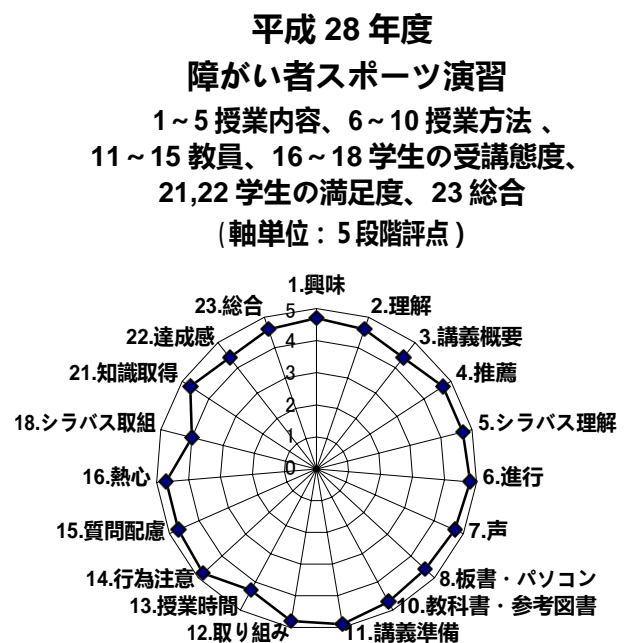 平成 28 年度
障がい者スポーツ演習
1～5 授業内容、6～10 授業方法 、
11～15 教員、16～18 学生の受講態度、
21,22 学生の満足度、23 総合
(軸単位： 5 段階評点 )
1.興味
23.総合
5
2.理解
22.達成感
4
3.講義概要
21.知識取得
3
4.推薦
18.シラバス取組
2
5.シラバス理解
1
16.熱心
0
6.進行
15.質問配慮
7.声
14.行為注意
8.板書・パソコン
13.授業時間
10.教科書・参考図書
12.取り組み
11.講義準備